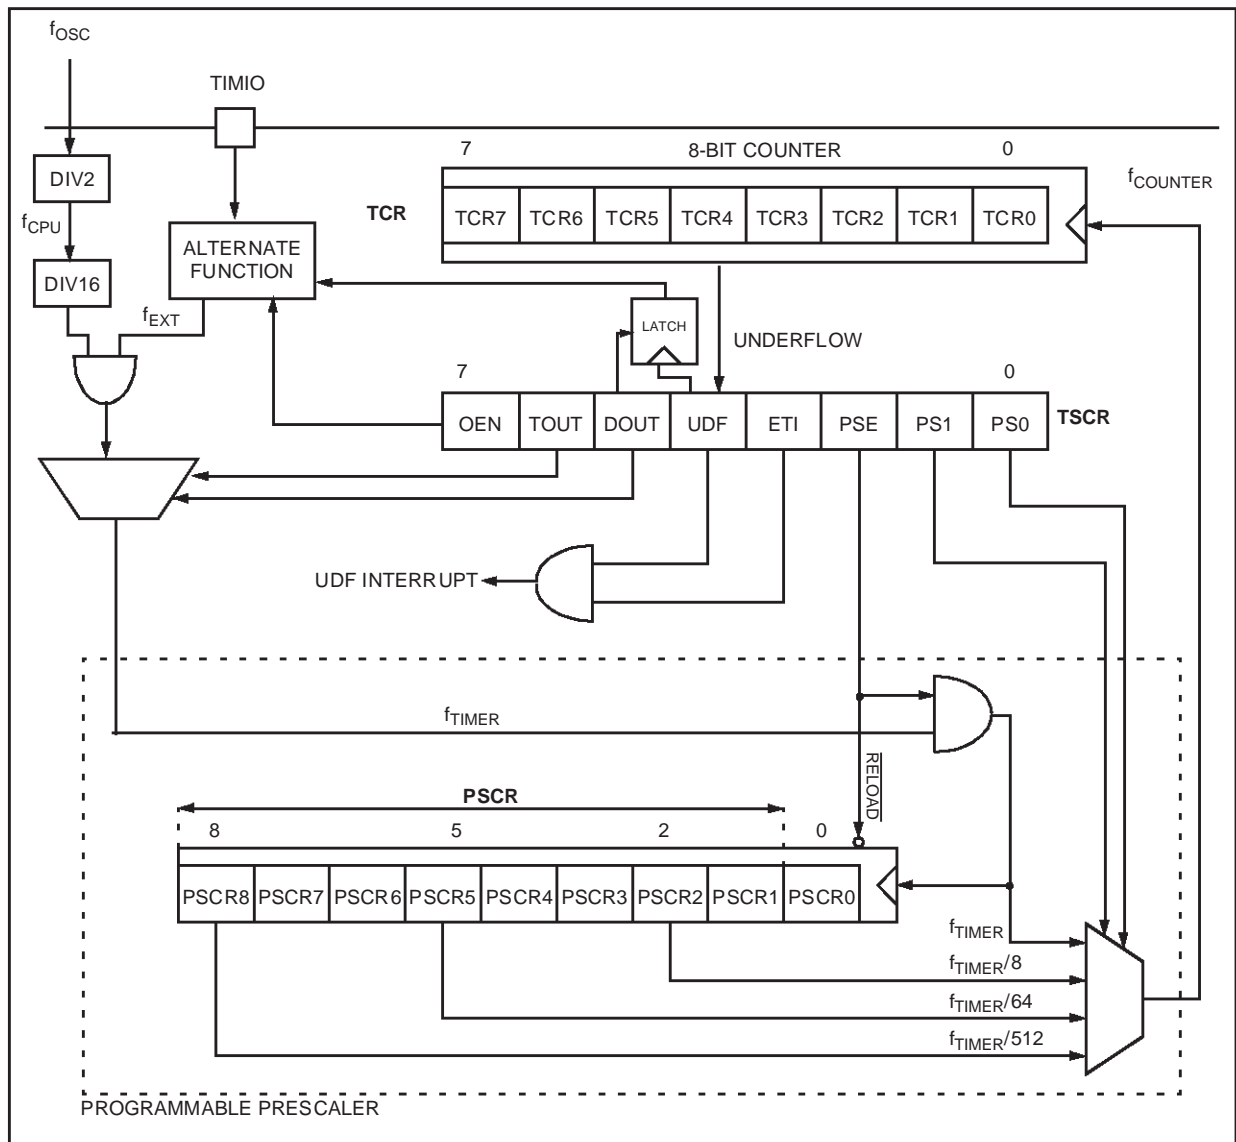 fOSC
TIMIO
7 8-BIT COUNTER 0
DIV2
fCPU
DIV16
ALTERNATE
FUNCTION
fEXT
TCR
TCR7 TCR6 TCR5 TCR4 TCR3 TCR2 TCR1 TCR0
fCOUNTER
LATCH
UNDERFLOW
7 0
OEN TOUT DOUT UDF ETI PSE PS1 PS0
TSCR
UDF INTERRUPT
fTIMER
RELOAD
PSCR
8 5 2 0
PSCR8 PSCR7 PSCR6 PSCR5 PSCR4 PSCR3 PSCR2 PSCR1 PSCR0
fTIMER
fTIMER/8
fTIMER/64
fTIMER/512
PROGRAMMABLE PRESCALER